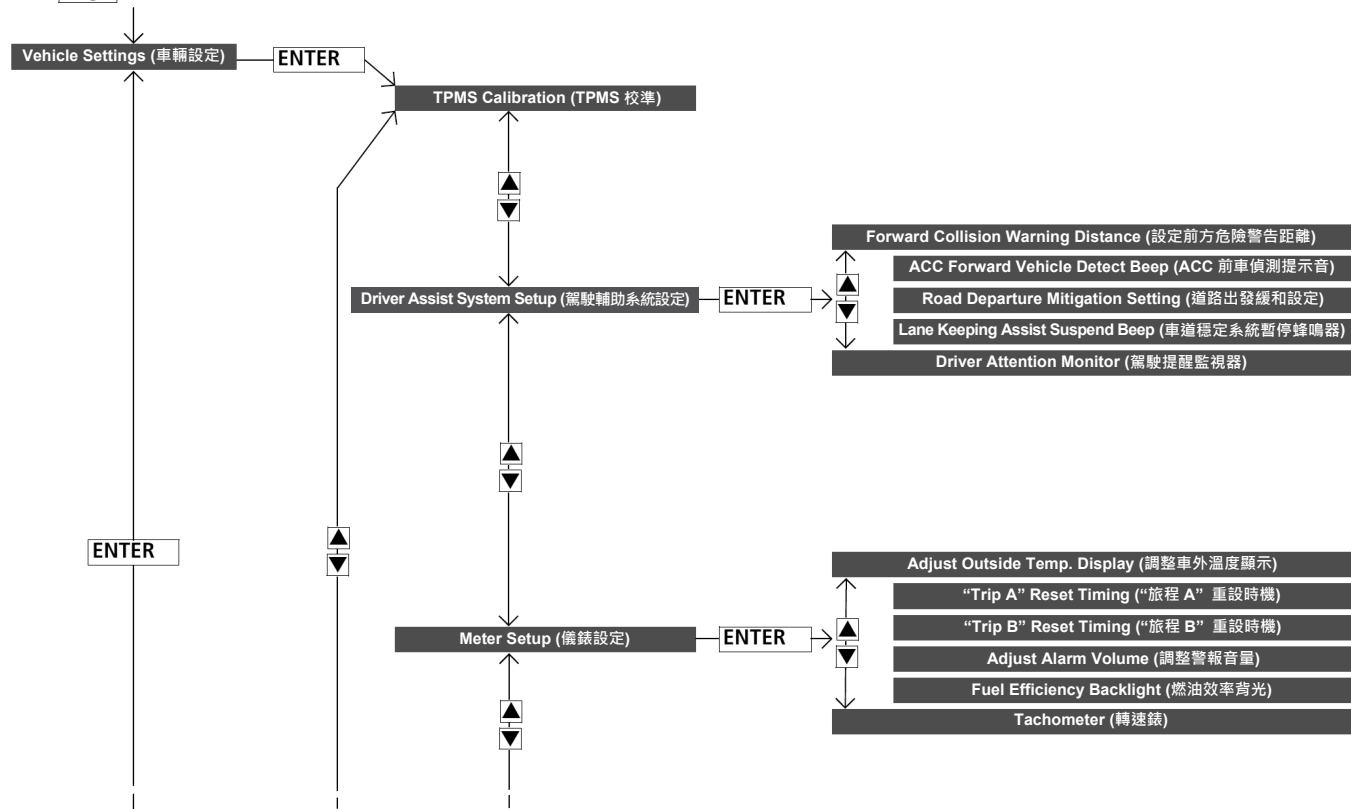 Vehicle Settings (車輛設定)
ENTER
TPMS Calibration (TPMS 校準)
▲
▼
Forward Collision Warning Distance (設定前方危險警告距離)
ACC Forward Vehicle Detect Beep (ACC 前車偵測提示音)
Driver Assist System Setup (駕駛輔助系統設定)
ENTER
▲
▼
Road Departure Mitigation Setting (道路出發緩和設定)
Lane Keeping Assist Suspend Beep (車道穩定系統暫停蜂鳴器)
Driver Attention Monitor (駕駛提醒監視器)
▲
▼
ENTER
▲
▼
Adjust Outside Temp. Display (調整車外溫度顯示)
“Trip A” Reset Timing (“旅程 A” 重設時機)
Meter Setup (儀錶設定)
ENTER
▲
▼
“Trip B” Reset Timing (“旅程 B” 重設時機)
Adjust Alarm Volume (調整警報音量)
Fuel Efficiency Backlight (燃油效率背光)
Tachometer (轉速錶)
▲
▼